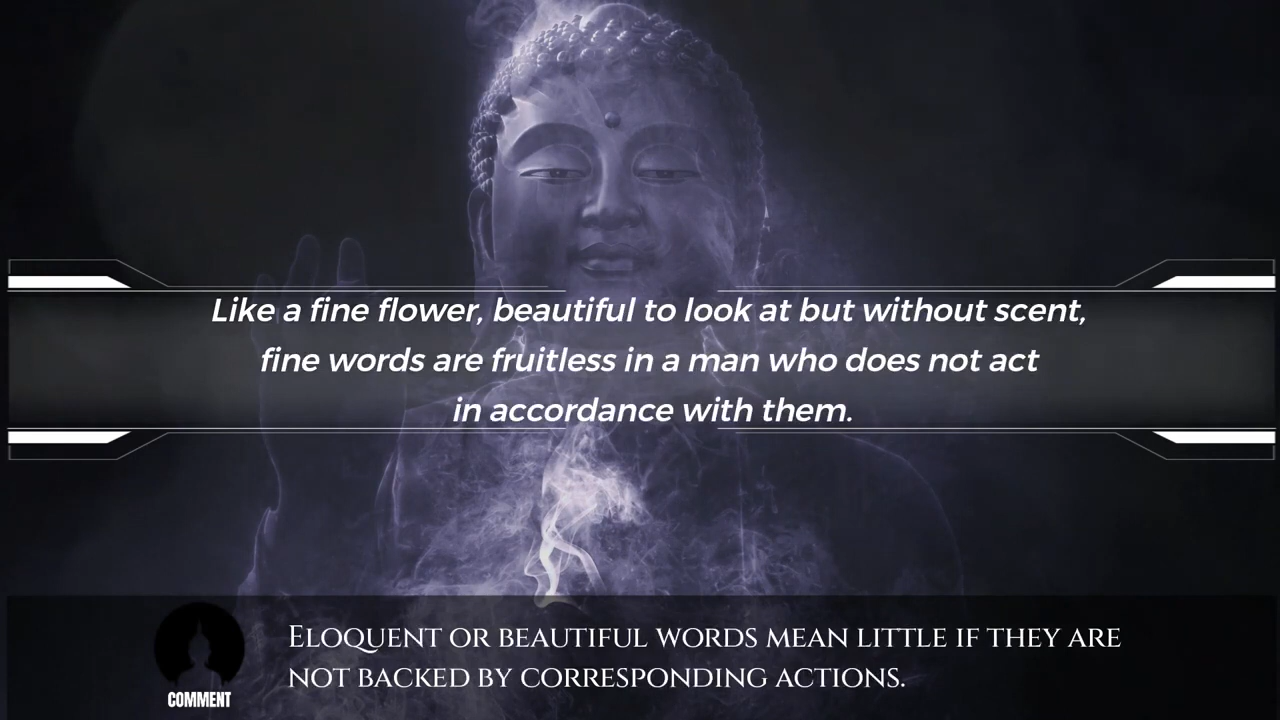 Like a fine flower, beautiful to look at but without scent,
fine words are fruitless in a man who does not act
in accordance with them.
Eloquent or beautiful words mean little if they are
not backed by corresponding actions.
COMMENT